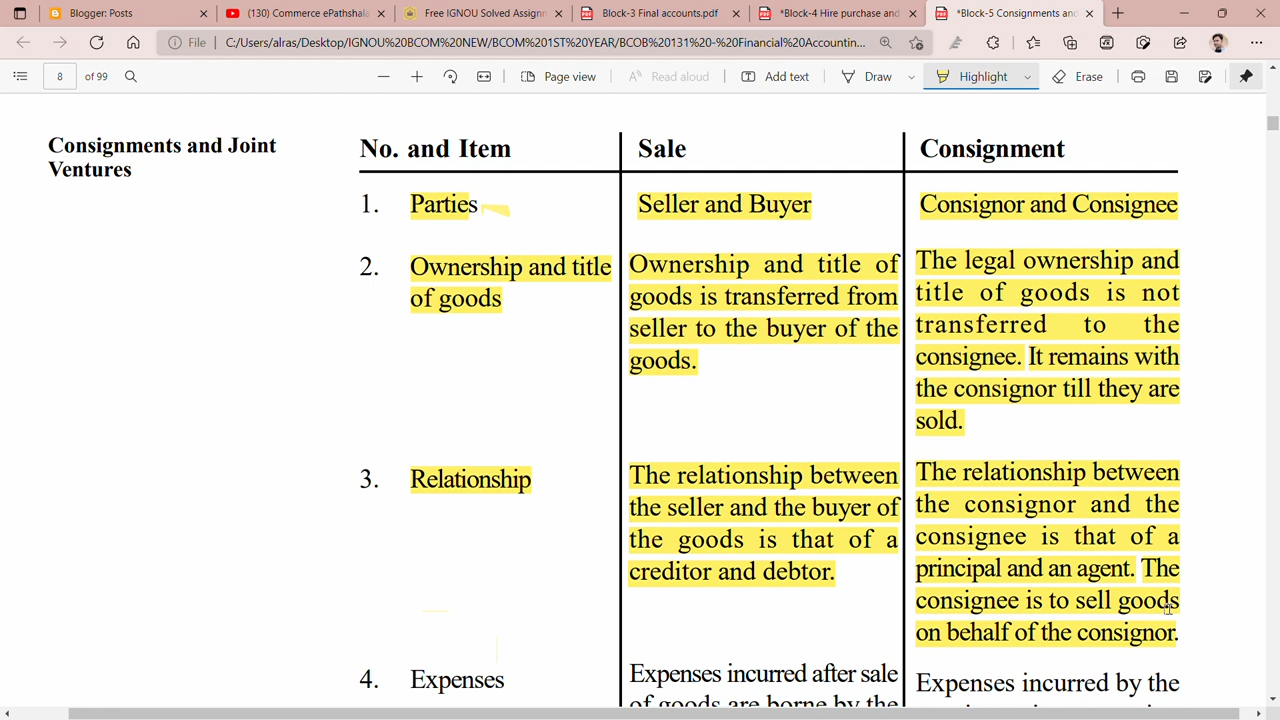 Blogger: Posts
(130) Commerce ePathshala
Free IGNOU Solved Assignm
Block-3 Final accounts.pdf
*Block-4 Hire purchase and
*Block-5 Consignments and
File
C:/Users/alras/Desktop/IGNOU%20BCOM%20NEW/BCOM%201ST%20YEAR/BCOB%20131%20-%20Financial%20Accountin...
8 of 99
Page view
Read aloud
Add text
Draw
Highlight
Erase
Consignments and Joint
Ventures
No. and Item Sale Consignment
1. Parties
Seller and Buyer
Consignor and Consignee
2. Ownership and title
of goods
Ownership and title of
goods is transferred from
seller to the buyer of the
goods.
The legal ownership and
title of goods is not
transferred to the
consignee. It remains with
the consignor till they are
sold.
3. Relationship
The relationship between
the seller and the buyer of
the goods is that of a
creditor and debtor.
The relationship between
the consignor and the
consignee is that of a
principal and an agent. The
consignee is to sell goods
on behalf of the consignor.
4. Expenses
Expenses incurred after sale
of goods are borne by the
Expenses incurred by the